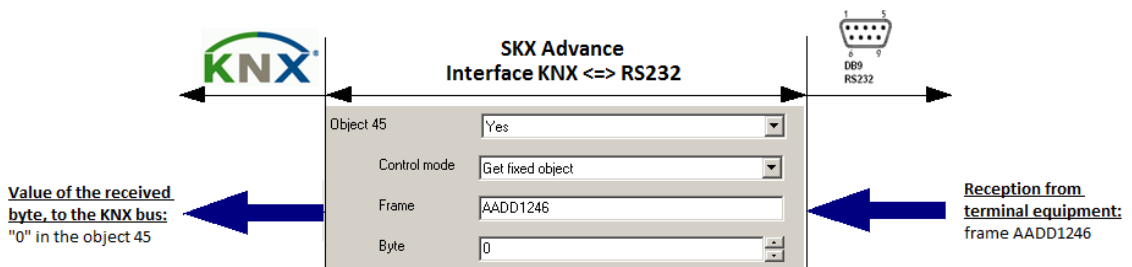 KNX®
SKX Advance
Interface KNX <=> RS232
1 5
6 9
DB9
RS232
Object 45
Yes
Control mode
Get fixed object
Frame
AADD1246
Byte
0
Value of the received
byte, to the KNX bus:
"0" in the object 45
Reception from
terminal equipment:
frame AADD1246